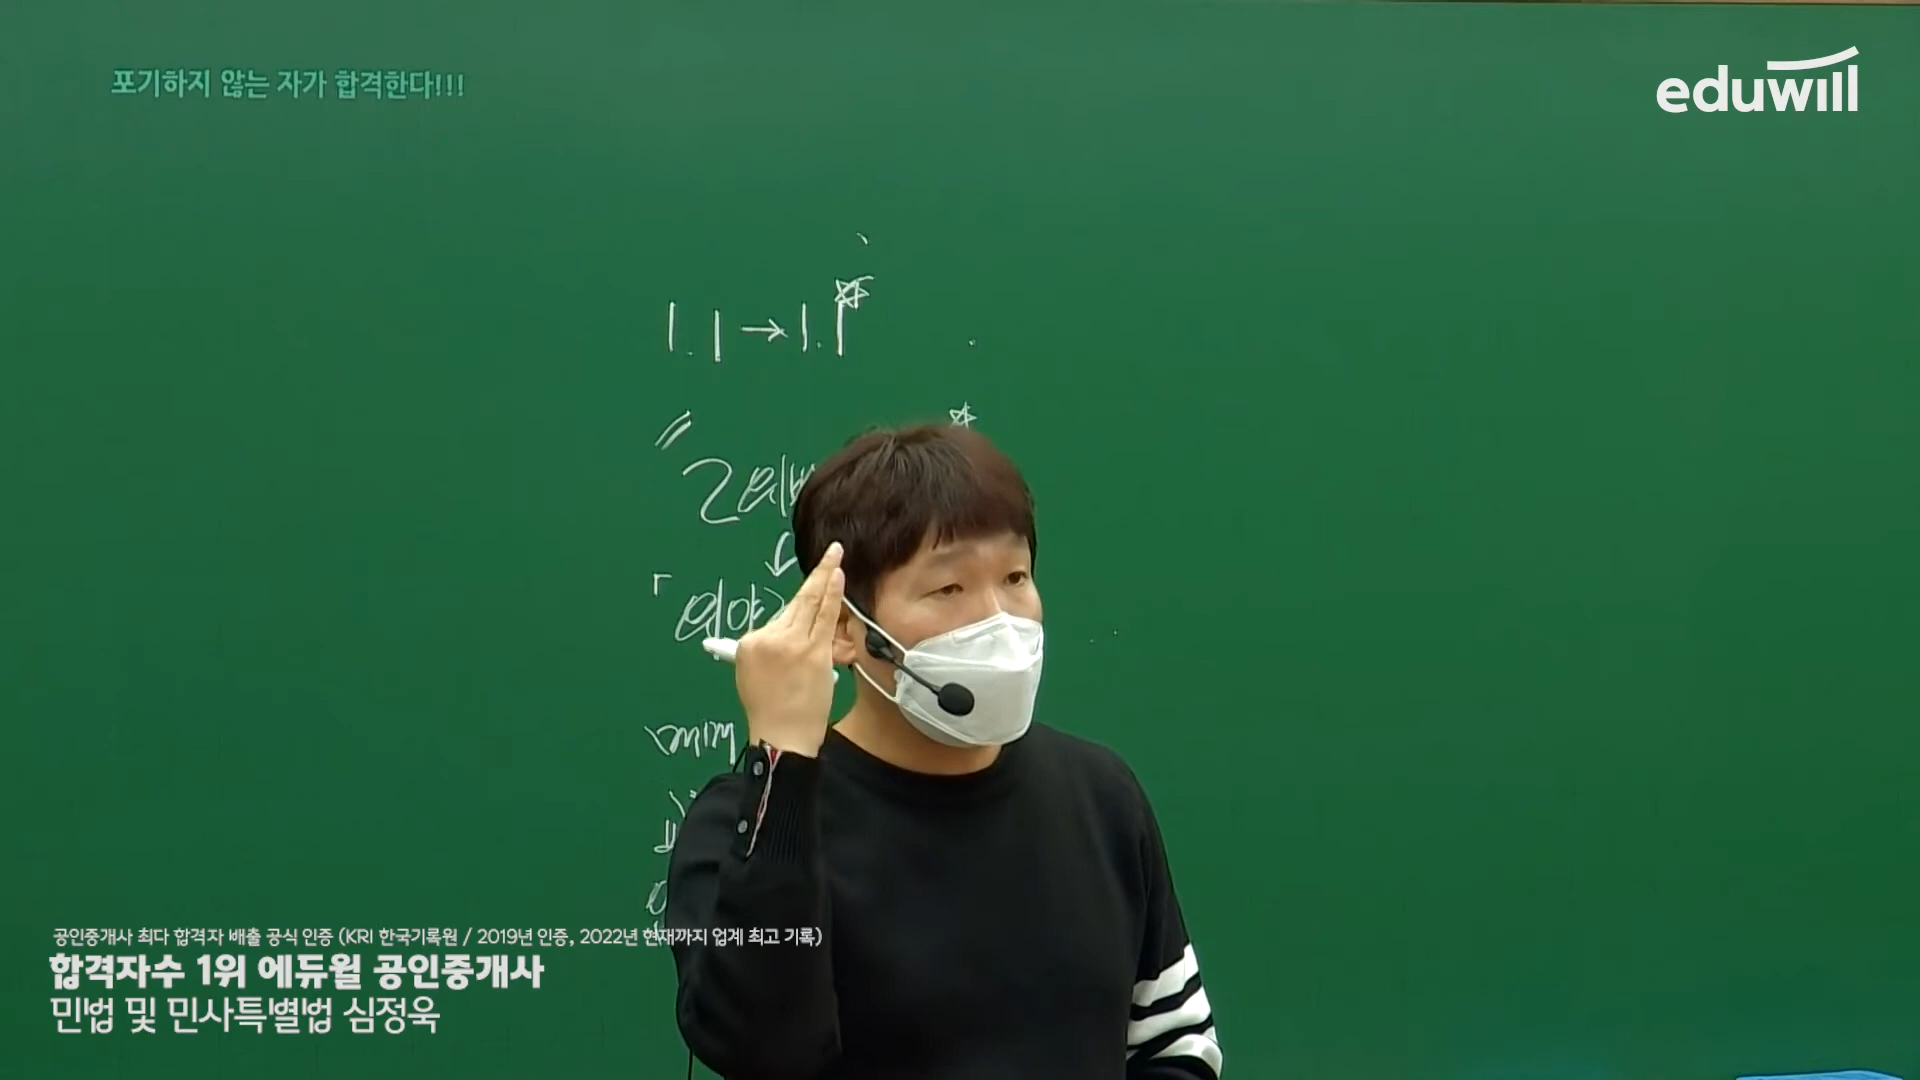 포기하지 않는 자가 합격한다!!!
eduwill
1. 1 → 1. 1
공인중개사 최다 합격자 배출 공식 인증 (KRI 한국기록원 / 2019년 인증, 2022년 현재까지 업계 최고 기록)
합격자수 1위 에듀윌 공인중개사
민법 및 민사특별법 심정욱